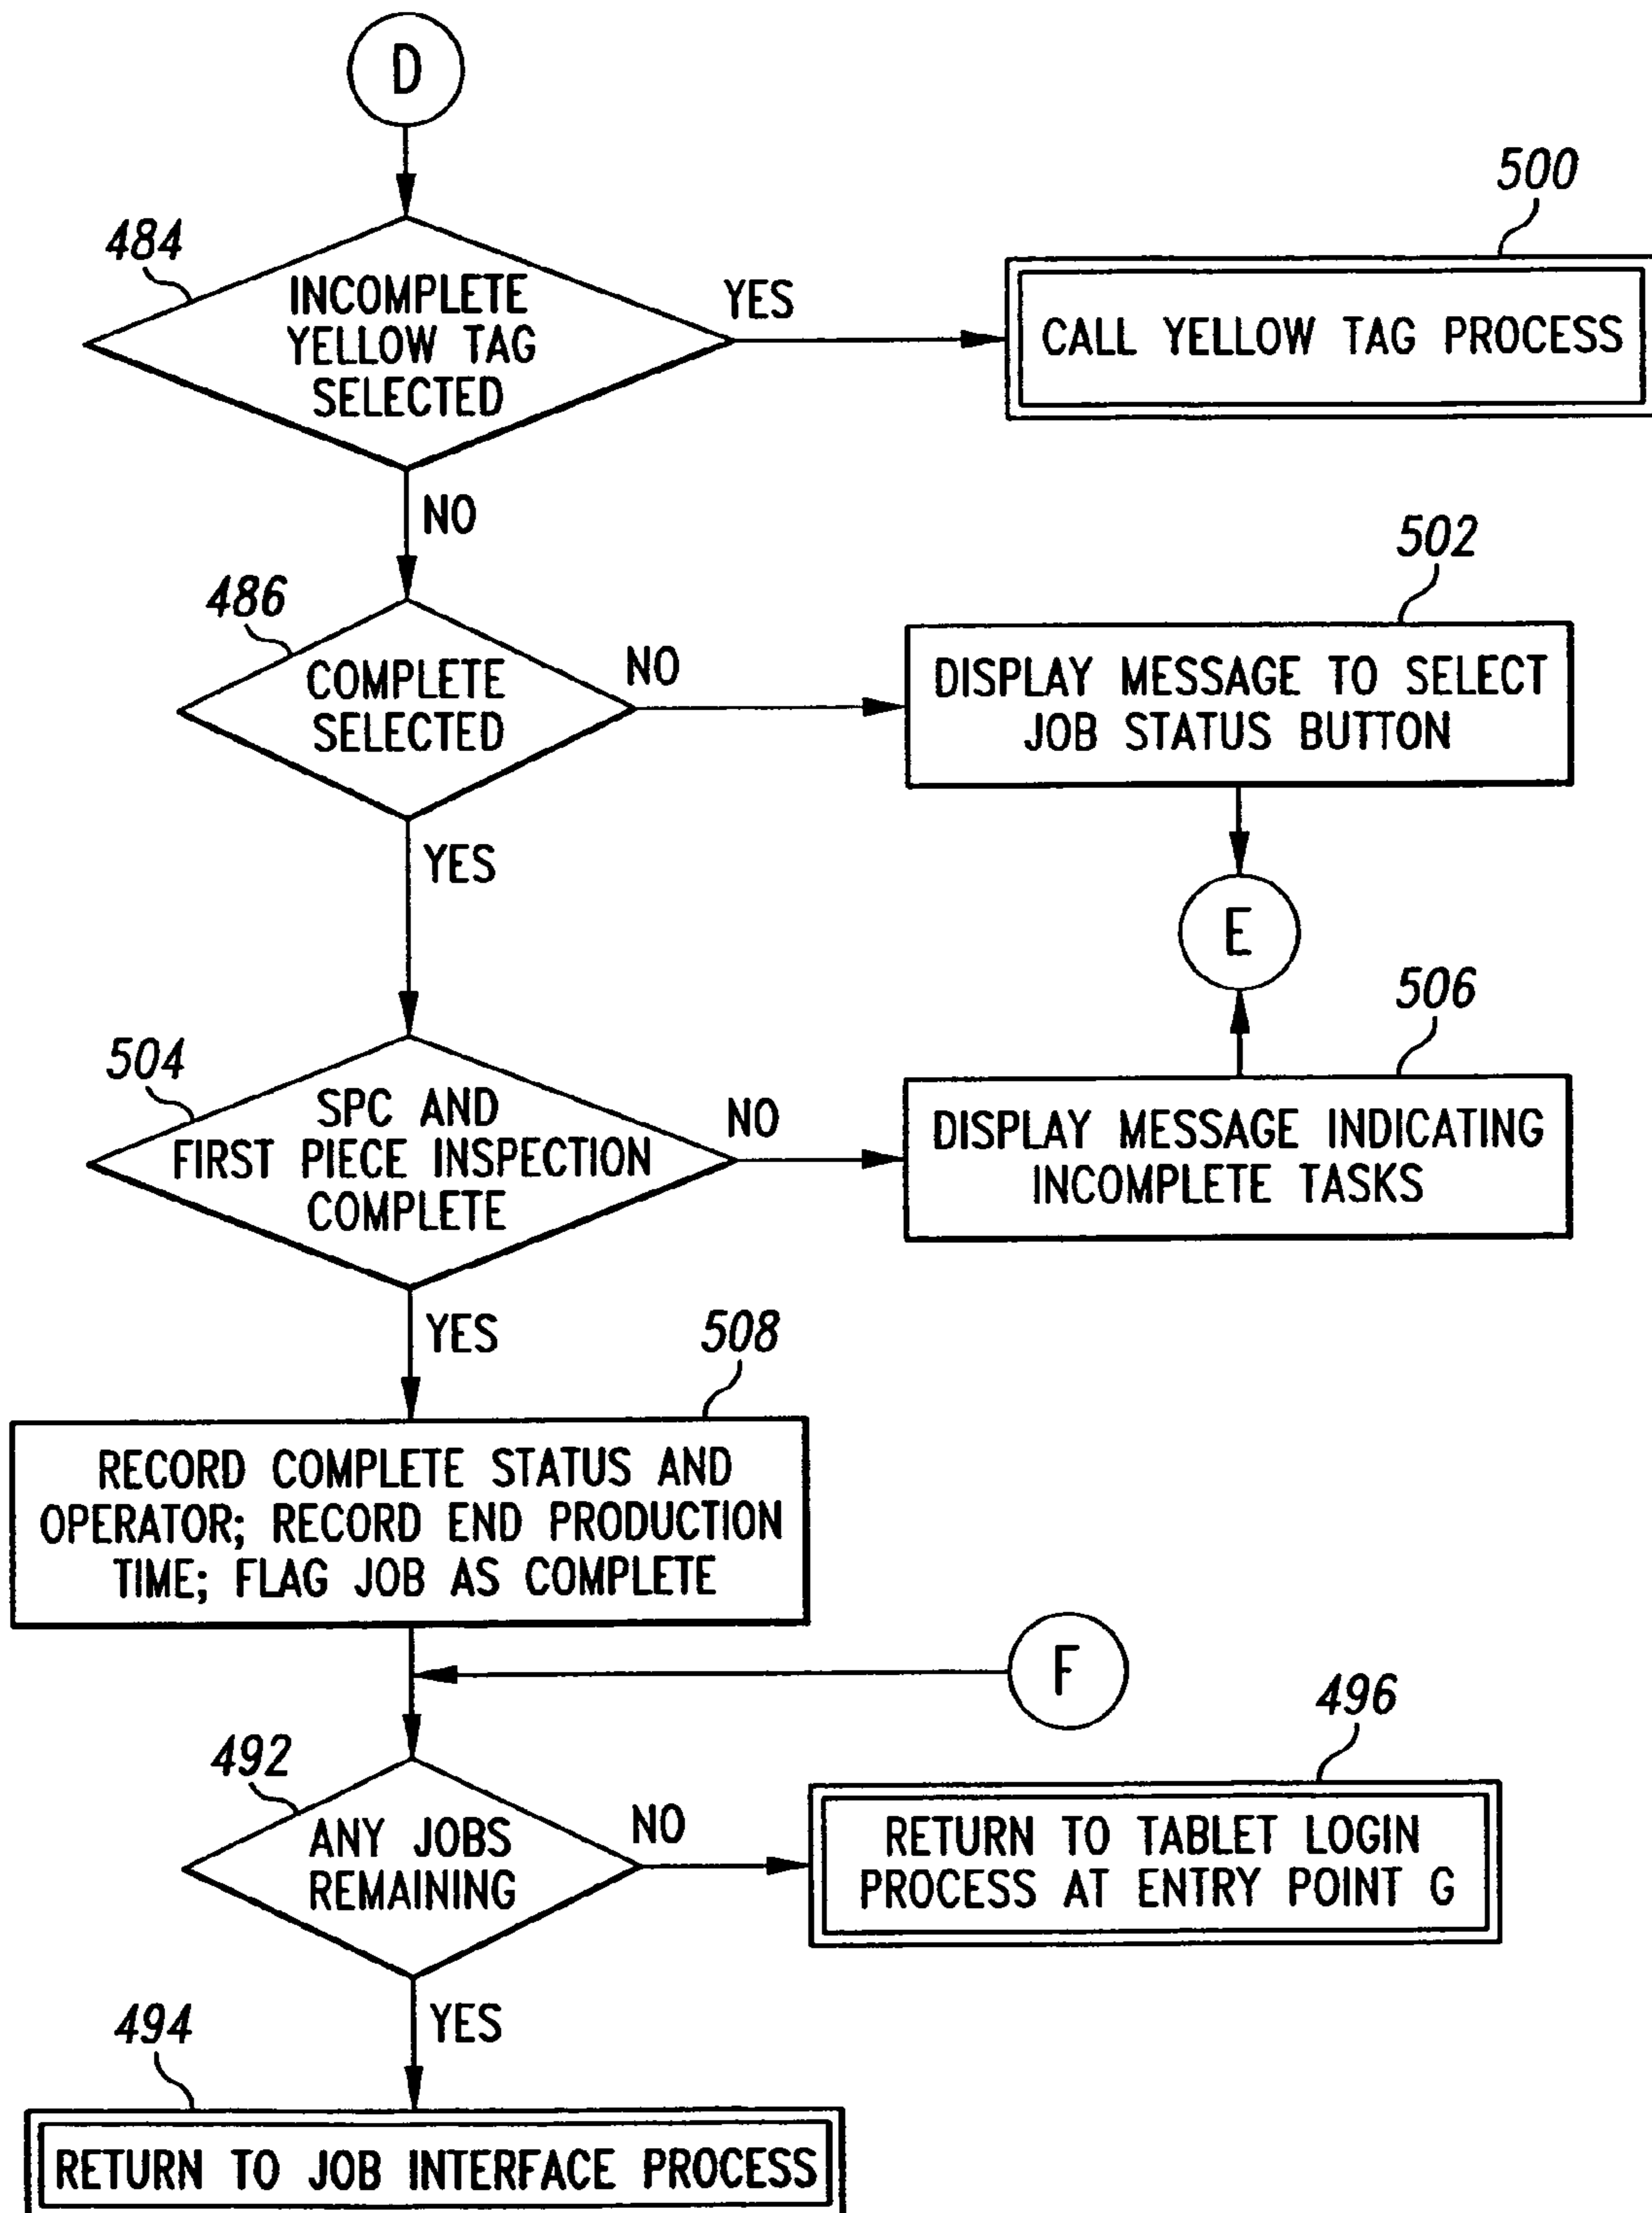 D
484
INCOMPLETE
YELLOW TAG
SELECTED
YES
500
CALL YELLOW TAG PROCESS
NO
486
COMPLETE
SELECTED
NO
502
DISPLAY MESSAGE TO SELECT
JOB STATUS BUTTON
YES
E
504
SPC AND
FIRST PIECE INSPECTION
COMPLETE
NO
506
DISPLAY MESSAGE INDICATING
INCOMPLETE TASKS
YES
508
RECORD COMPLETE STATUS AND
OPERATOR; RECORD END PRODUCTION
TIME; FLAG JOB AS COMPLETE
F
492
ANY JOBS
REMAINING
NO
496
RETURN TO TABLET LOGIN
PROCESS AT ENTRY POINT G
YES
494
RETURN TO JOB INTERFACE PROCESS